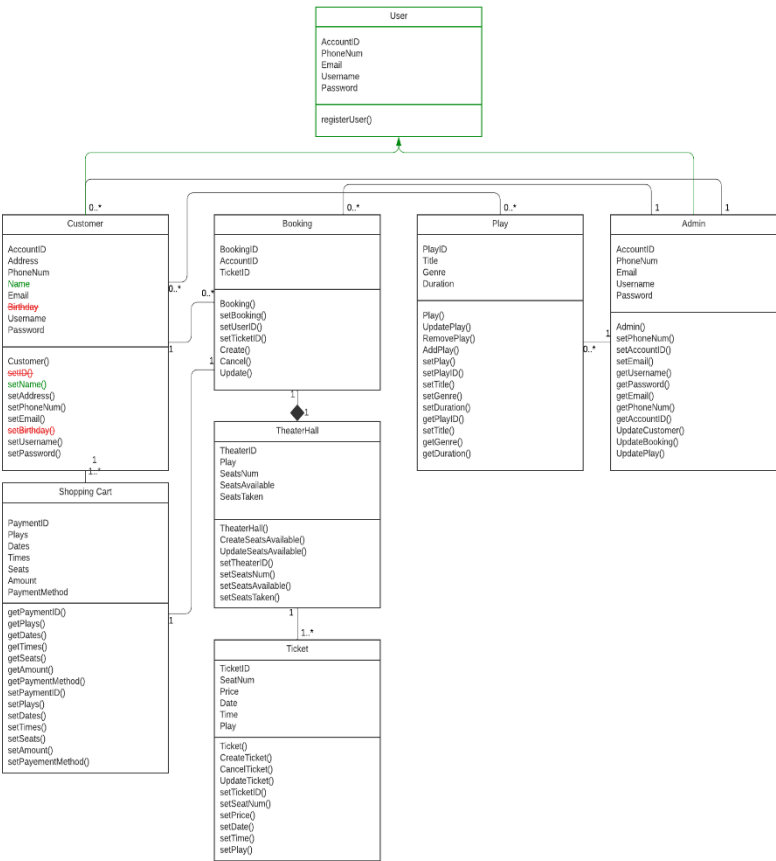 User
AccountID
PhoneNum
Email
Username
Password
registerUser()
0..*
0..*
0..*
1
1
Customer
AccountID
Address
PhoneNum
Name
Email
Birthday
Username
Password
Customer()
setID()
setName()
setAddress()
setPhoneNum()
setEmail()
setBirthday()
setUsername()
setPassword()
0..*
0..*
1
1
Booking
BookingID
AccountID
TicketID
Booking()
setBooking()
setUserID()
setTicketID()
Create()
Cancel()
Update()
Play
PlayID
Title
Genre
Duration
Play()
UpdatePlay()
RemovePlay()
AddPlay()
setPlay()
setPlayID()
setTitle()
setGenre()
setDuration()
getPlayID()
setTitle()
getGenre()
getDuration()
1
0..*
Admin
AccountID
PhoneNum
Email
Username
Password
Admin()
setPhoneNum()
setAccountID()
setEmail()
getUsername()
getPassword()
getEmail()
getPhoneNum()
getAccountID()
UpdateCustomer()
UpdateBooking()
UpdatePlay()
1
1
TheaterHall
TheaterID
Play
SeatsNum
SeatsAvailable
SeatsTaken
TheaterHall()
CreateSeatsAvailable()
UpdateSeatsAvailable()
setTheaterID()
setSeatsNum()
setSeatsAvailable()
setSeatsTaken()
1
1..*
Shopping Cart
PaymentID
Plays
Dates
Times
Seats
Amount
PaymentMethod
getPaymentID()
getPlays()
getDates()
getTimes()
getSeats()
getAmount()
getPaymentMethod()
setPaymentID()
setPlays()
setDates()
setTimes()
setSeats()
setAmount()
setPayementMethod()
1
1
1..*
Ticket
TicketID
SeatNum
Price
Date
Time
Play
Ticket()
CreateTicket()
CancelTicket()
UpdateTicket()
setTicketID()
setSeatNum()
setPrice()
setDate()
setTime()
setPlay()